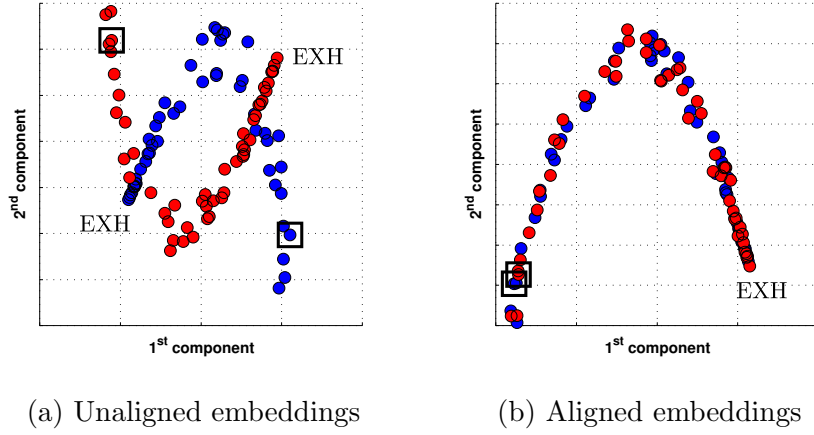 EXH
EXH
2nd component
1st component
(a) Unaligned embeddings
EXH
2nd component
1st component
(b) Aligned embeddings